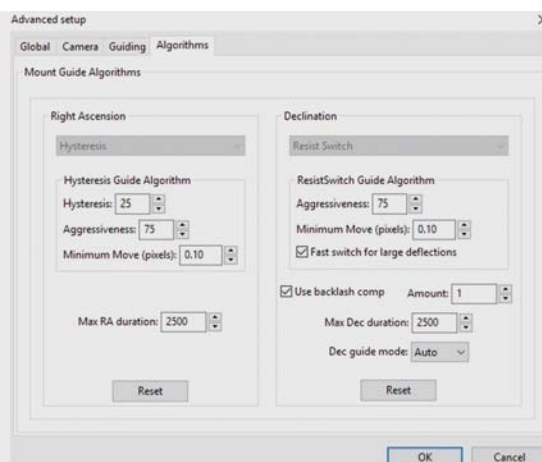 Advanced setup
Global Camera Guiding Algorithms
Mount Guide Algorithms
Right Ascension
Hysteresis
Hysteresis Guide Algorithm
Hysteresis: 25
Aggressiveness: 75
Minimum Move (pixels): 0.10
Max RA duration: 2500
Reset
Declination
Resist Switch
ResistSwitch Guide Algorithm
Aggressiveness: 75
Minimum Move (pixels): 0.10
Fast switch for large deflections
Use backlash comp Amount: 1
Max Dec duration: 2500
Dec guide mode: Auto
Reset
OK Cancel